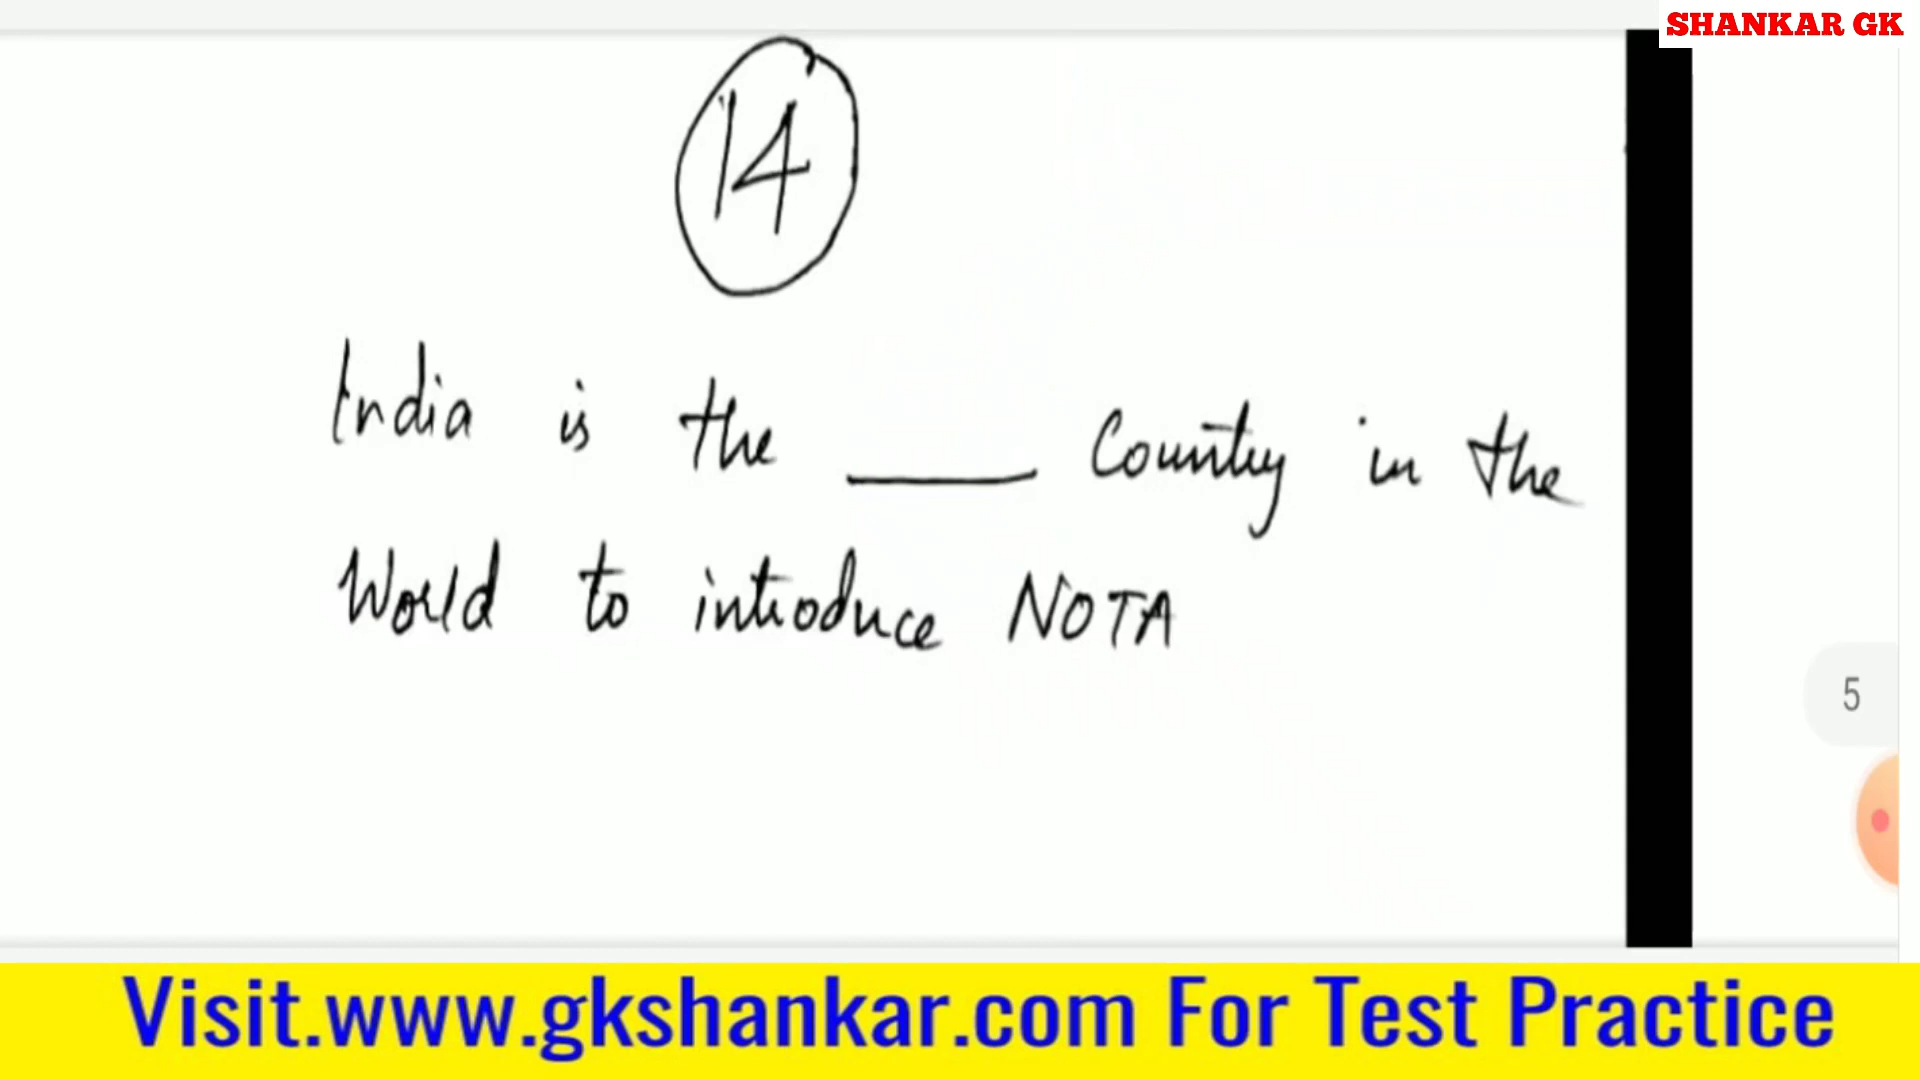 SHANKAR GK
14
India is the ____ Country in the
World to introduce NOTA
5
Visit.www.gkshankar.com For Test Practice